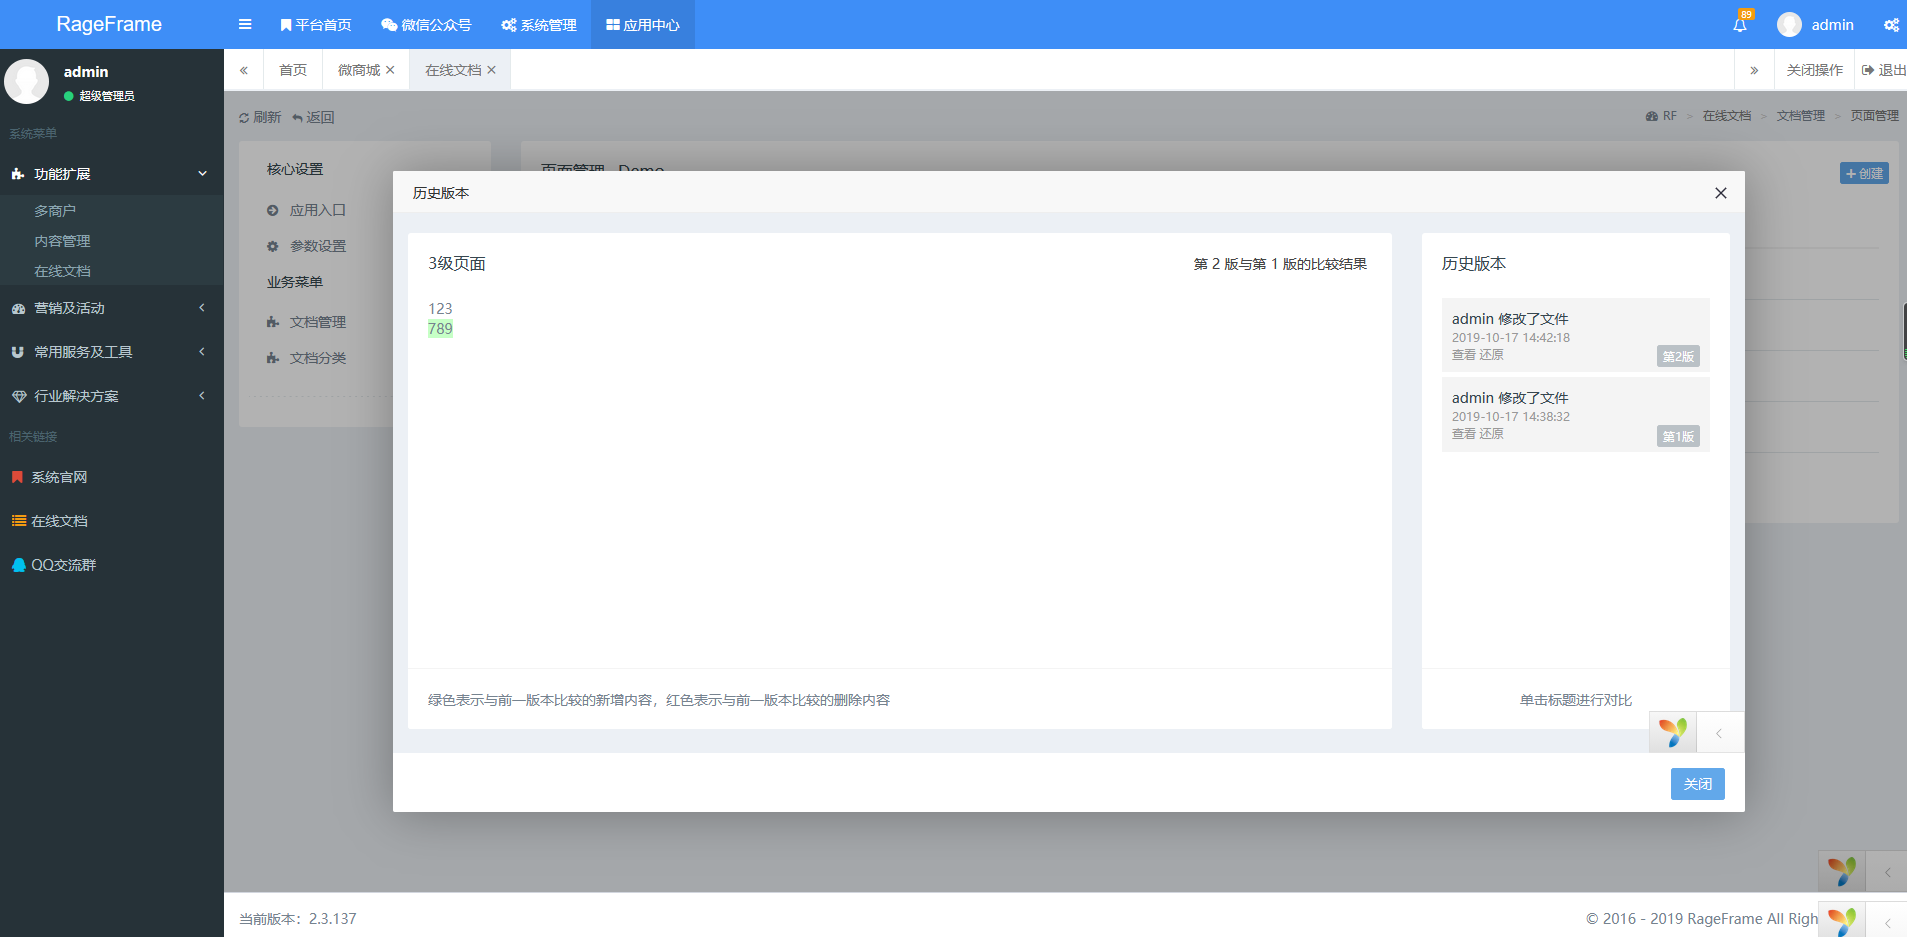 RageFrame
平台首页
微信公众号
系统管理
应用中心
89
admin
admin
超级管理员
系统菜单
功能扩展
多商户
内容管理
在线文档
营销及活动
常用服务及工具
行业解决方案
相关链接
系统官网
在线文档
QQ交流群
首页
微商城
在线文档
关闭操作
退出
刷新 返回
RF > 在线文档 > 文档管理 > 页面管理
核心设置
应用入口
参数设置
业务菜单
文档管理
文档分类
页面管理 - Demo
创建
历史版本
3级页面
第 2 版与第 1 版的比较结果
123
789
绿色表示与前一版本比较的新增内容，红色表示与前一版本比较的删除内容
历史版本
admin 修改了文件
2019-10-17 14:42:18
查看 还原
第2版
admin 修改了文件
2019-10-17 14:38:32
查看 还原
第1版
单击标题进行对比
关闭
当前版本：2.3.137
© 2016 - 2019 RageFrame All Righ